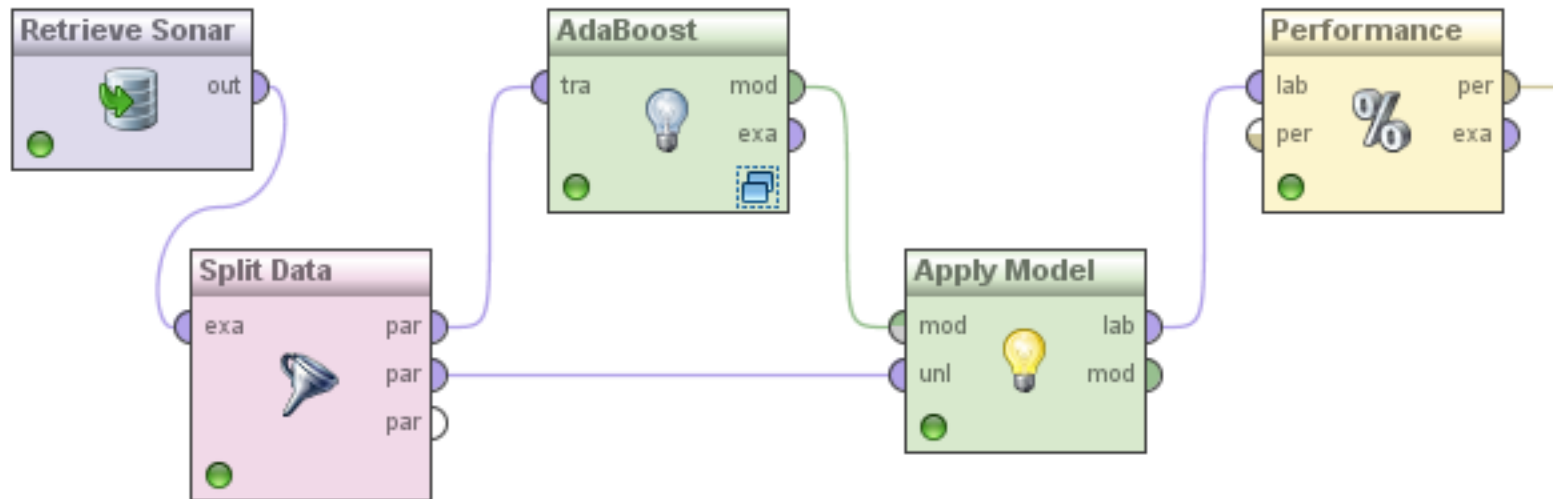 Retrieve Sonar
out
AdaBoost
tra
mod
exa
Performance
lab
per
per
exa
%
Split Data
exa
par
par
par
Apply Model
mod
lab
unl
mod